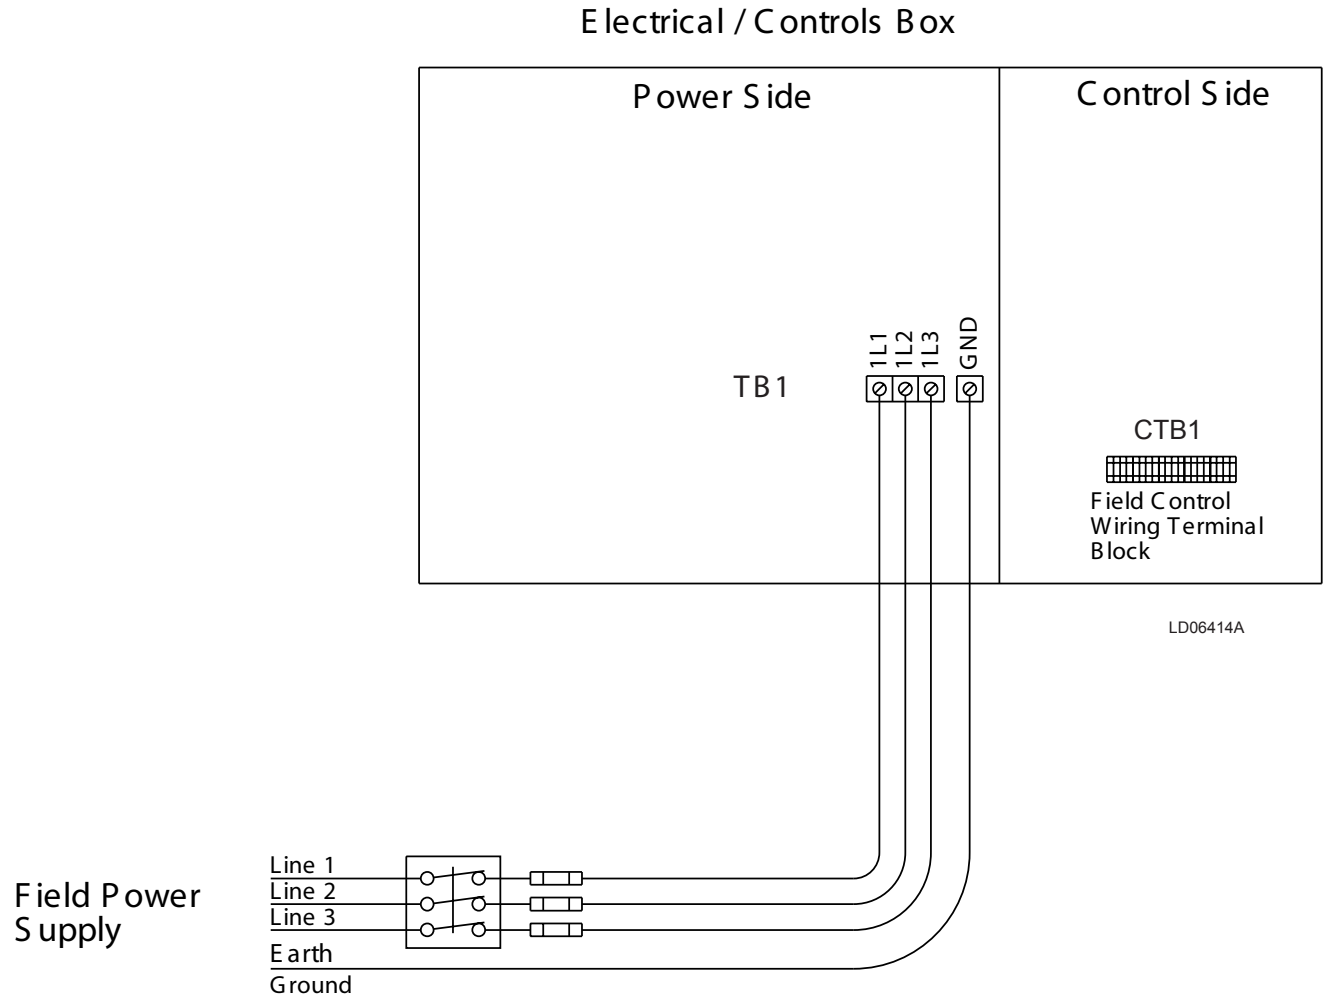 Electrical / Controls Box
Power Side
Control Side
1L1
1L2
1L3
GND
TB1
CTB1
Field Control
Wiring Terminal
Block
LD06414A
Field Power
Supply
Line 1
Line 2
Line 3
Earth
Ground